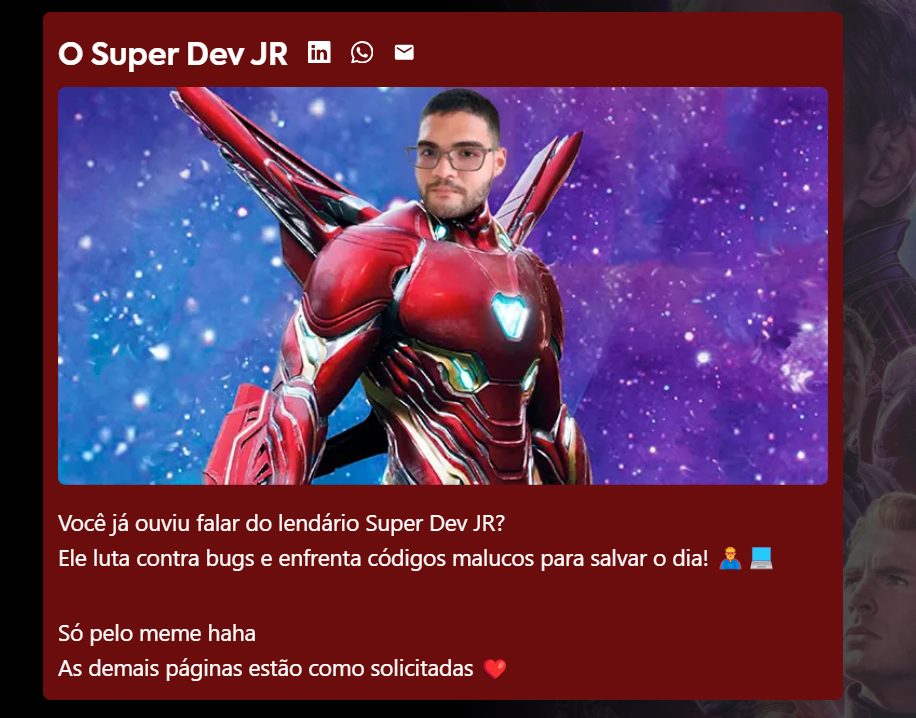 O Super Dev JR in
Você já ouviu falar do lendário Super Dev JR?
Ele luta contra bugs e enfrenta códigos malucos para salvar o dia! 👨‍💻 💻
Só pelo meme haha
As demais páginas estão como solicitadas ❤️